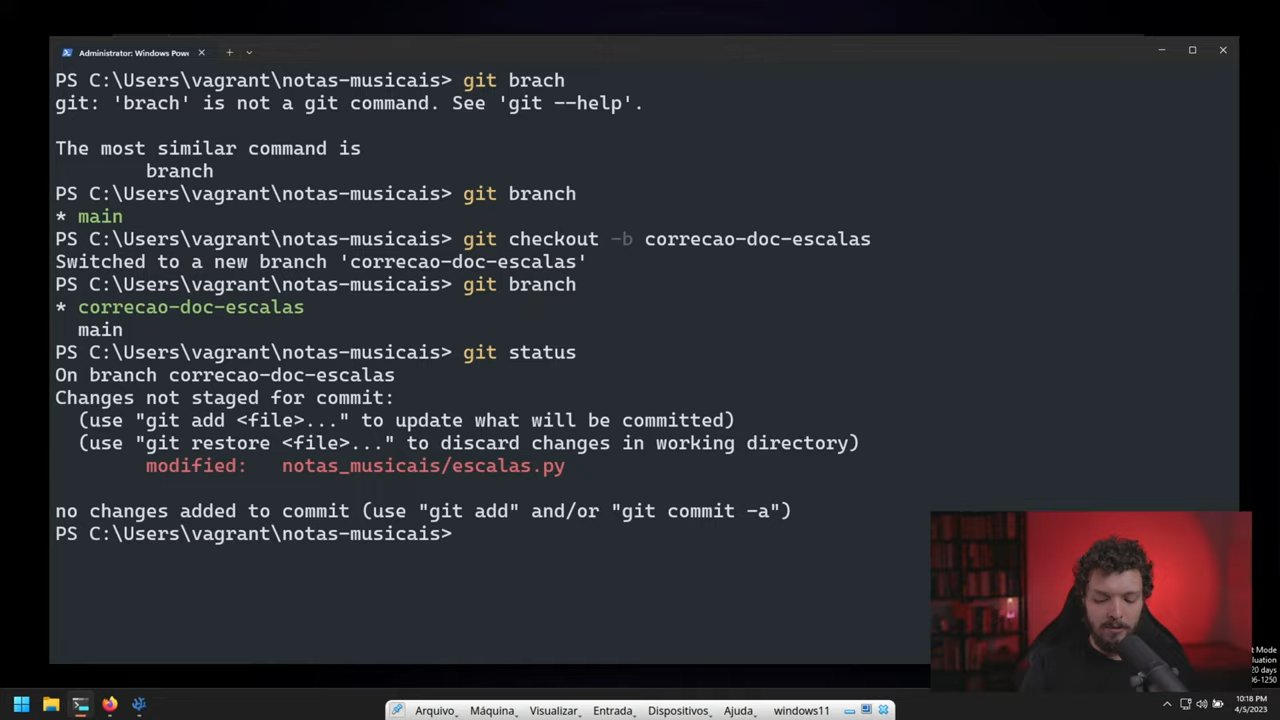 Administrator: Windows Pow
PS C:\Users\vagrant\notas-musicais> git brach
git: 'brach' is not a git command. See 'git --help'.
The most similar command is
branch
PS C:\Users\vagrant\notas-musicais> git branch
* main
PS C:\Users\vagrant\notas-musicais> git checkout -b correcao-doc-escalas
Switched to a new branch 'correcao-doc-escalas'
PS C:\Users\vagrant\notas-musicais> git branch
* correcao-doc-escalas
main
PS C:\Users\vagrant\notas-musicais> git status
On branch correcao-doc-escalas
Changes not staged for commit:
(use "git add <file>..." to update what will be committed)
(use "git restore <file>..." to discard changes in working directory)
modified: notas_musicais/escalas.py
no changes added to commit (use "git add" and/or "git commit -a")
PS C:\Users\vagrant\notas-musicais>
t Mode
luation
20 days
06-1250
10:18 PM
4/5/2023
Arquivo Máquina Visualizar Entrada Dispositivos Ajuda windows11